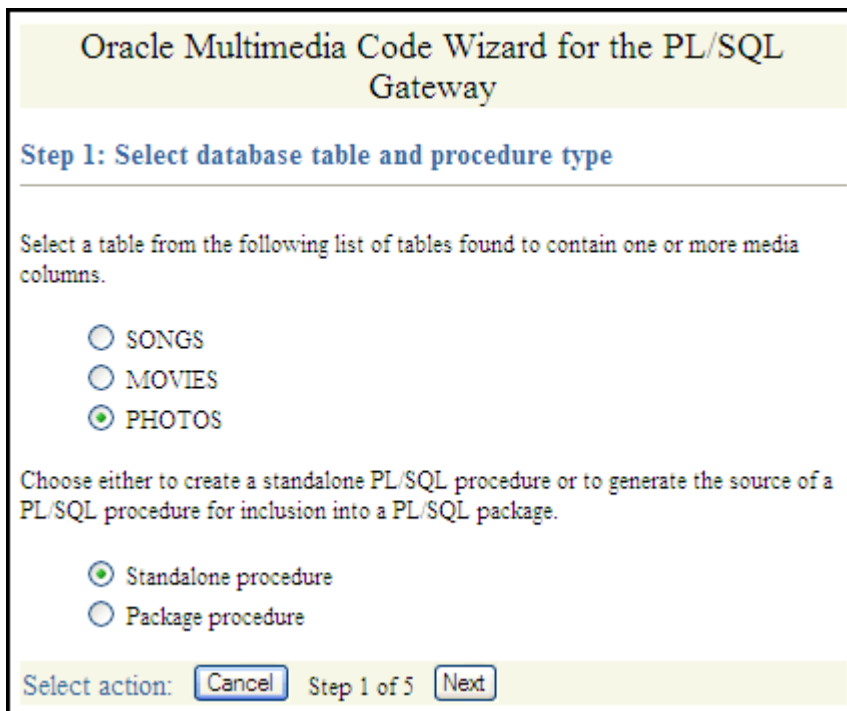 Oracle Multimedia Code Wizard for the PL/SQL
Gateway
Step 1: Select database table and procedure type
Select a table from the following list of tables found to contain one or more media
columns.
SONGS
MOVIES
PHOTOS
Choose either to create a standalone PL/SQL procedure or to generate the source of a
PL/SQL procedure for inclusion into a PL/SQL package.
Standalone procedure
Package procedure
Select action: Cancel Step 1 of 5 Next